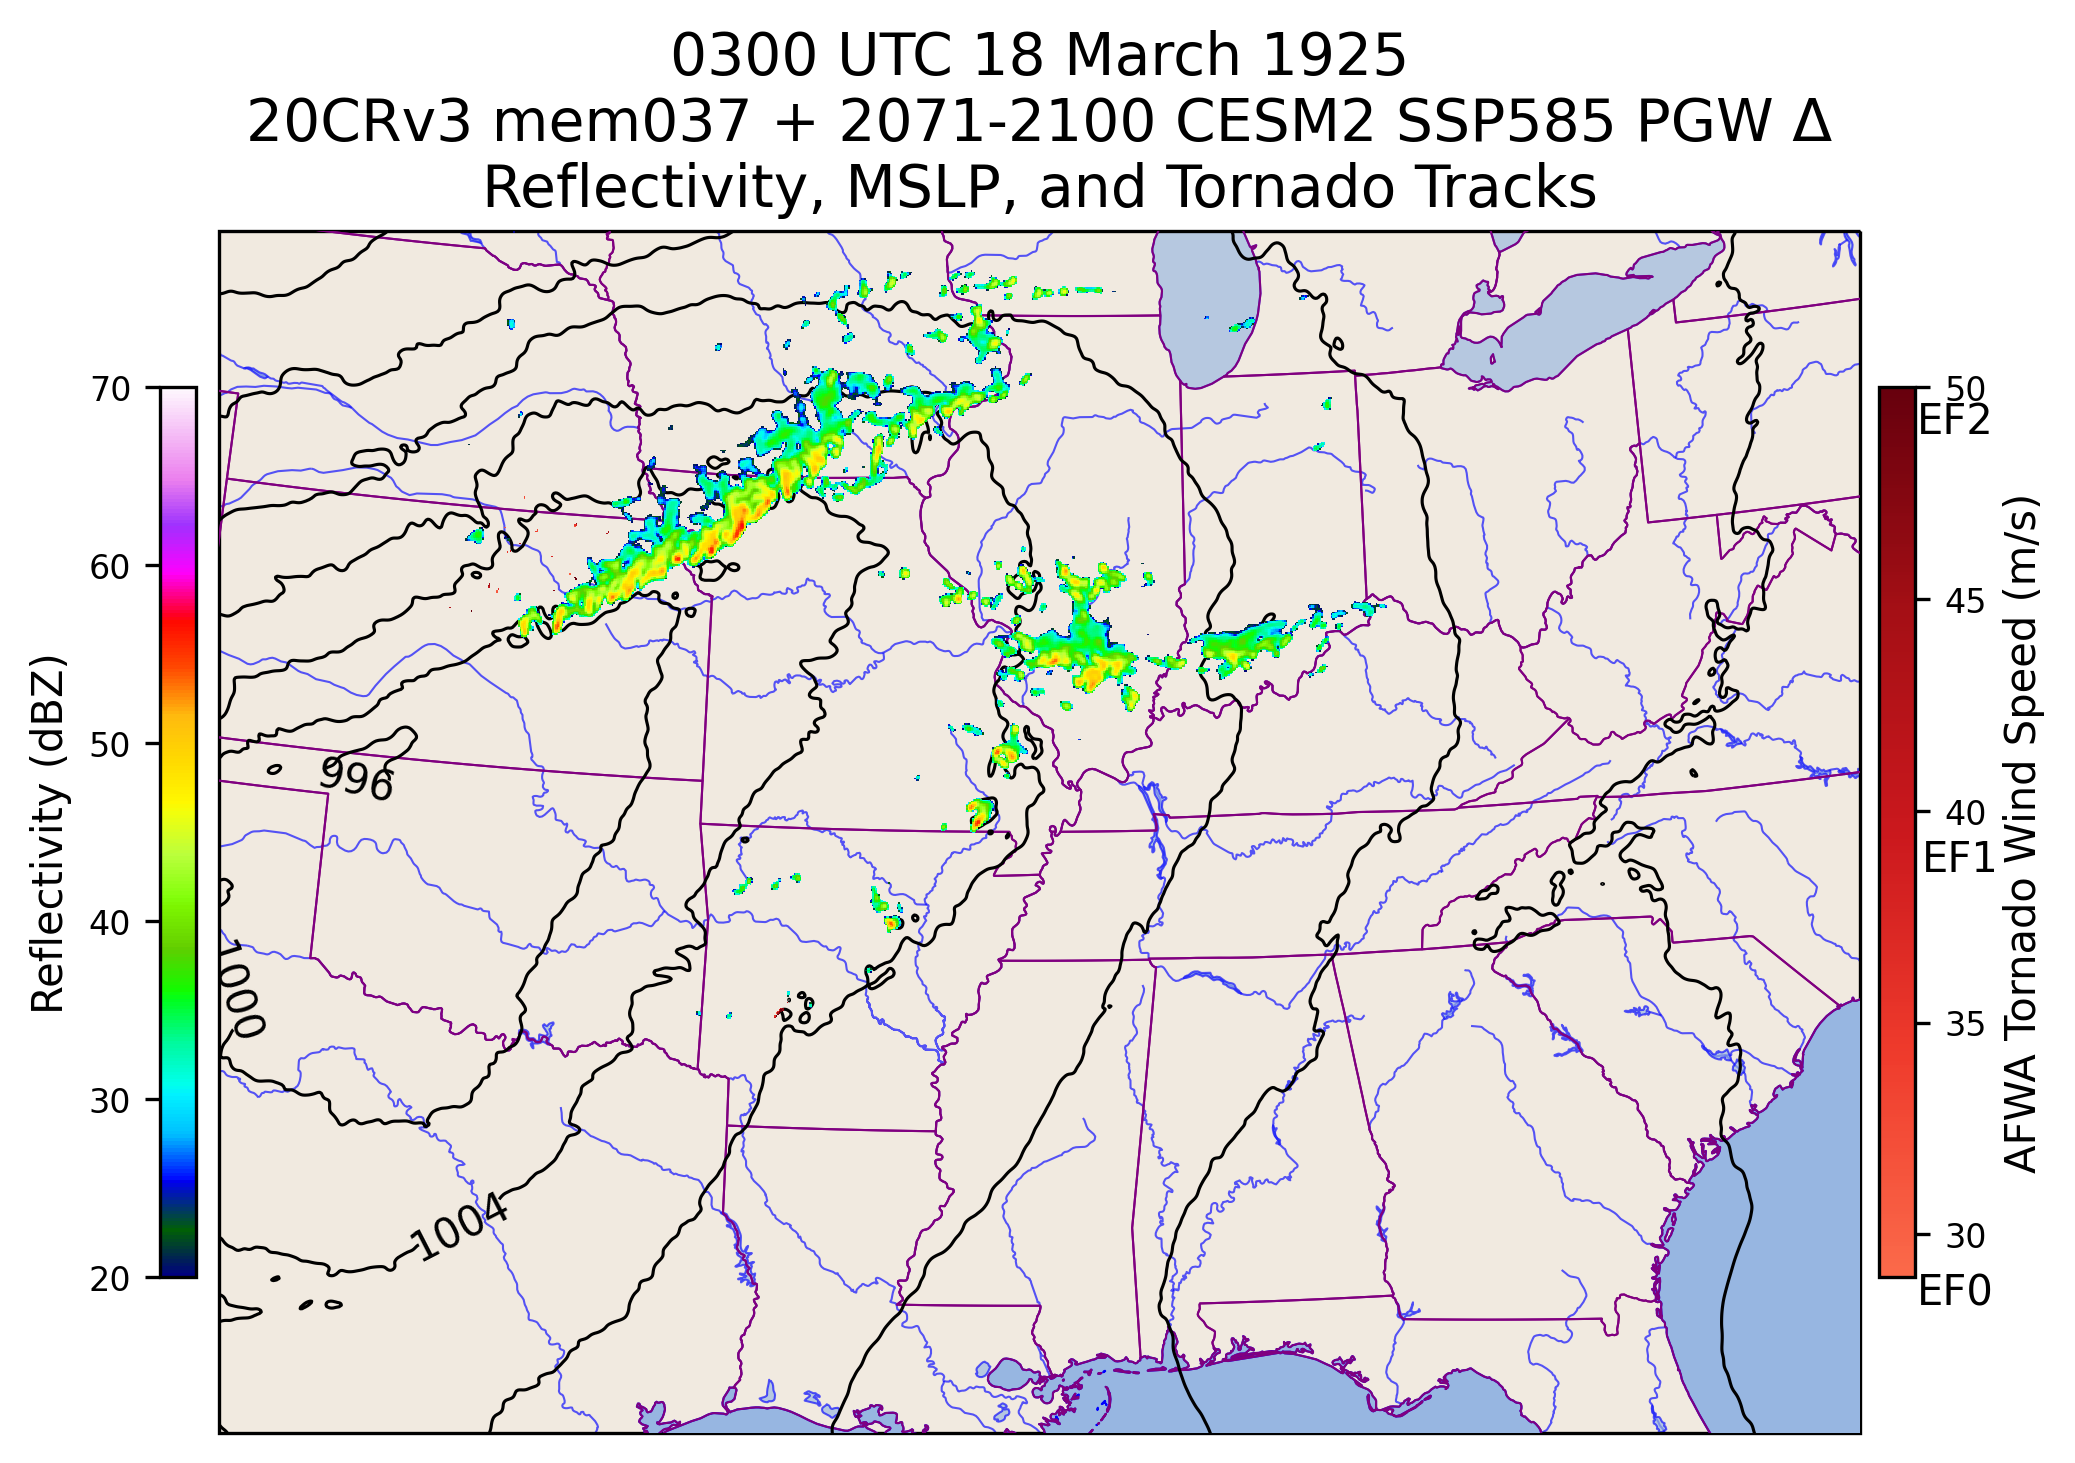 0300 UTC 18 March 1925
20CRv3 mem037 + 2071-2100 CESM2 SSP585 PGW Δ
Reflectivity, MSLP, and Tornado Tracks
Reflectivity (dBZ)
70
60
50
40
30
20
996
1000
1004
50
EF2
45
40
EF1
35
30
EF0
AFWA Tornado Wind Speed (m/s)